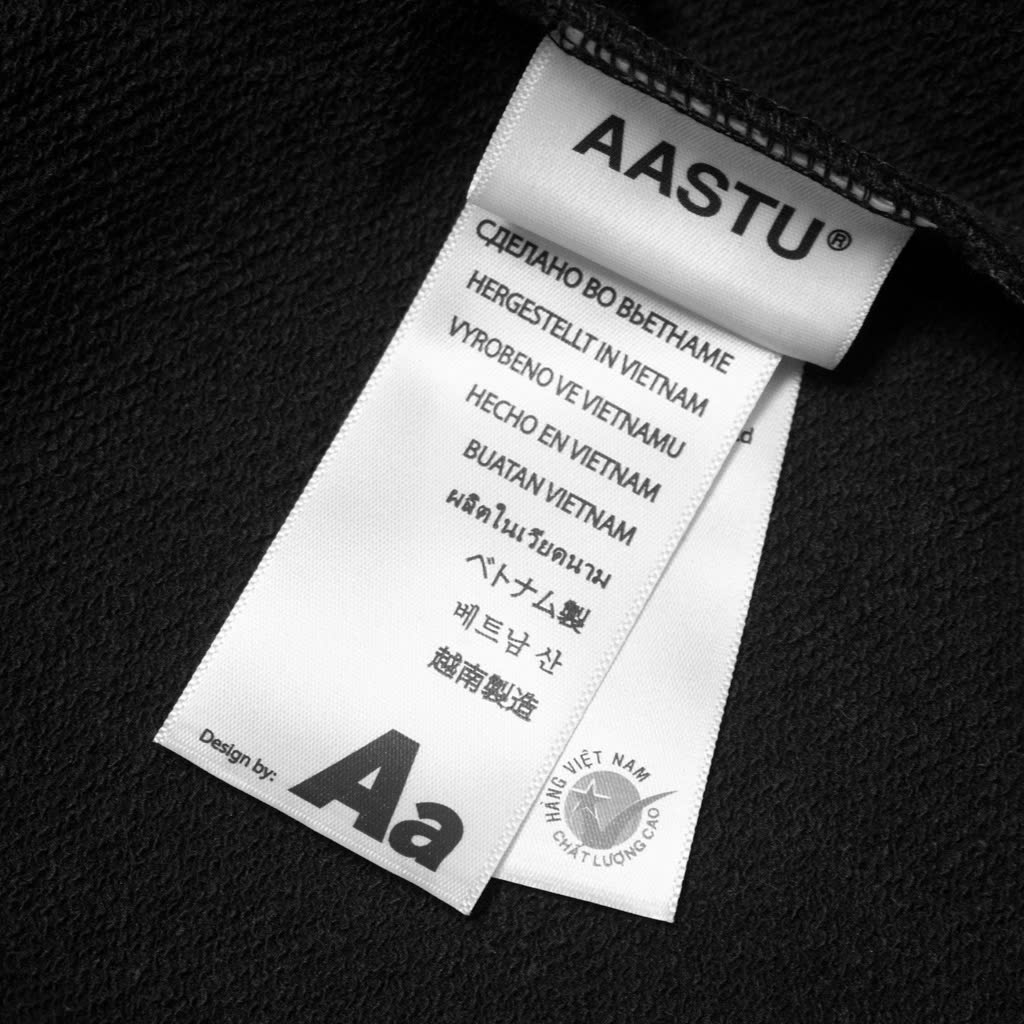 AASTU®
СДЕЛАНО ВО ВЬЕТНАМЕ
HERGESTELLT IN VIETNAM
VYROBENO VE VIETNAMU
HECHO EN VIETNAM
BUATAN VIETNAM
ผลิตในเวียดนาม
ベトナム製
베트남 산
越南製造
Design by:
Aa
HÀNG VIỆT NAM
CHẤT LƯỢNG CAO